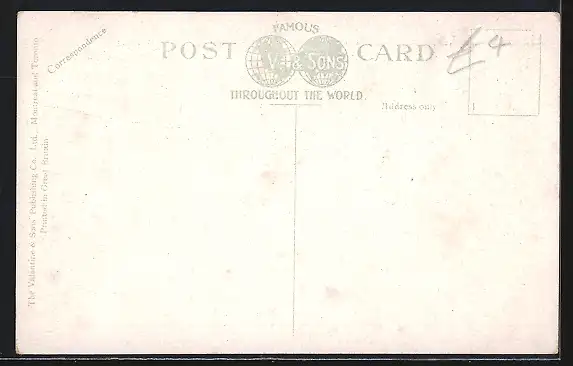 FAMOUS
POST CARD
V. & SONS
THROUGHOUT THE WORLD
Correspondence
Address only
£4
The Valentine & Sons' Publishing Co., Ltd., Montreal and Toronto
Printed in Great Britain